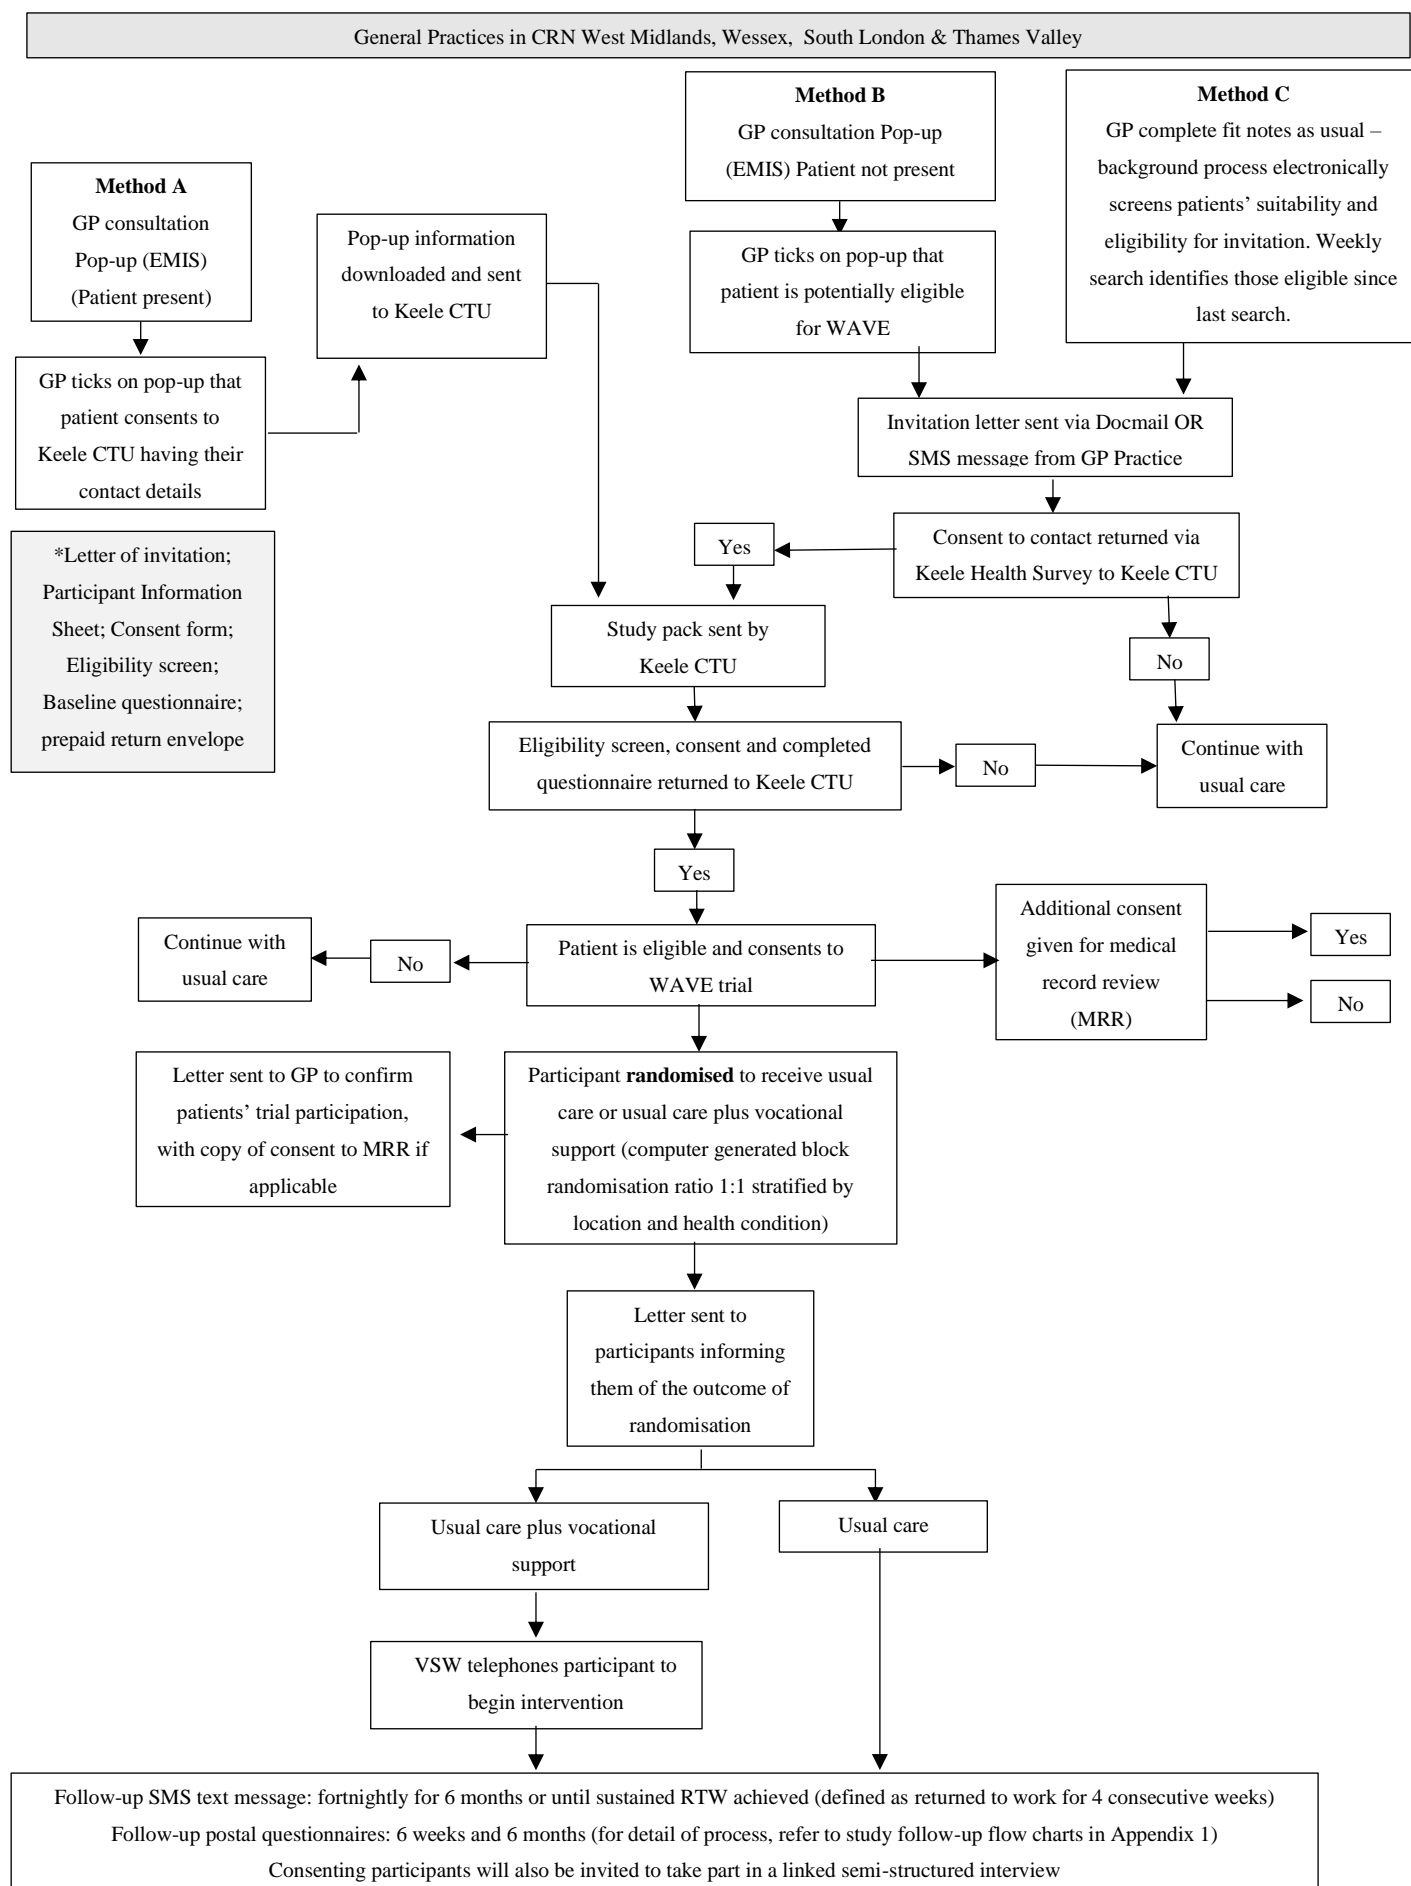 General Practices in CRN West Midlands, Wessex, South London & Thames Valley
Method A
GP consultation
Pop-up (EMIS)
(Patient present)
Pop-up information
downloaded and sent
to Keele CTU
Method B
GP consultation Pop-up
(EMIS) Patient not present
Method C
GP complete fit notes as usual –
background process electronically
screens patients’ suitability and
eligibility for invitation. Weekly
search identifies those eligible since
last search.
GP ticks on pop-up that
patient is potentially eligible
for WAVE
GP ticks on pop-up that
patient consents to
Keele CTU having their
contact details
Invitation letter sent via Docmail OR
SMS message from GP Practice
*Letter of invitation;
Participant Information
Sheet; Consent form;
Eligibility screen;
Baseline questionnaire;
prepaid return envelope
Yes
Consent to contact returned via
Keele Health Survey to Keele CTU
Study pack sent by
Keele CTU
No
Eligibility screen, consent and completed
questionnaire returned to Keele CTU
No
Continue with
usual care
Yes
Continue with
usual care
No
Patient is eligible and consents to
WAVE trial
Additional consent
given for medical
record review
(MRR)
Yes
No
Letter sent to GP to confirm
patients’ trial participation,
with copy of consent to MRR if
applicable
Participant randomised to receive usual
care or usual care plus vocational
support (computer generated block
randomisation ratio 1:1 stratified by
location and health condition)
Letter sent to
participants informing
them of the outcome of
randomisation
Usual care plus vocational
support
Usual care
VSW telephones participant to
begin intervention
Follow-up SMS text message: fortnightly for 6 months or until sustained RTW achieved (defined as returned to work for 4 consecutive weeks)
Follow-up postal questionnaires: 6 weeks and 6 months (for detail of process, refer to study follow-up flow charts in Appendix 1)
Consenting participants will also be invited to take part in a linked semi-structured interview